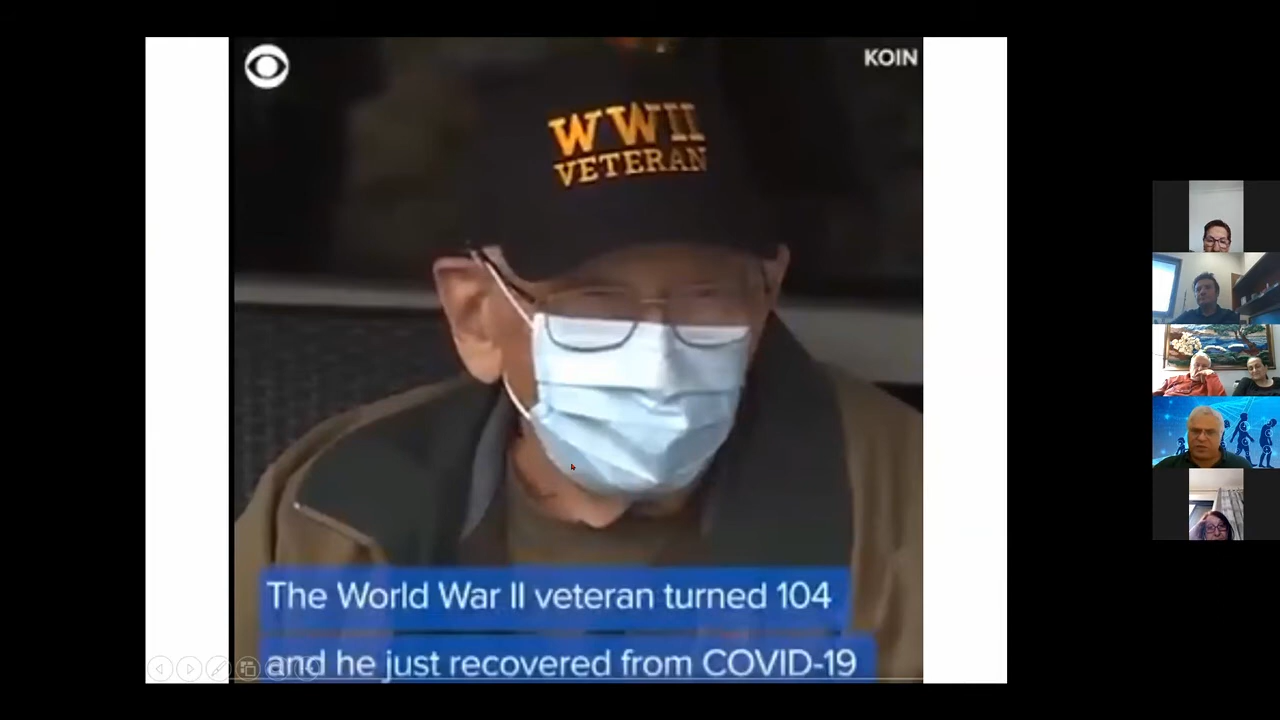 KOIN
WWII
VETERAN
The World War II veteran turned 104
and he just recovered from COVID-19